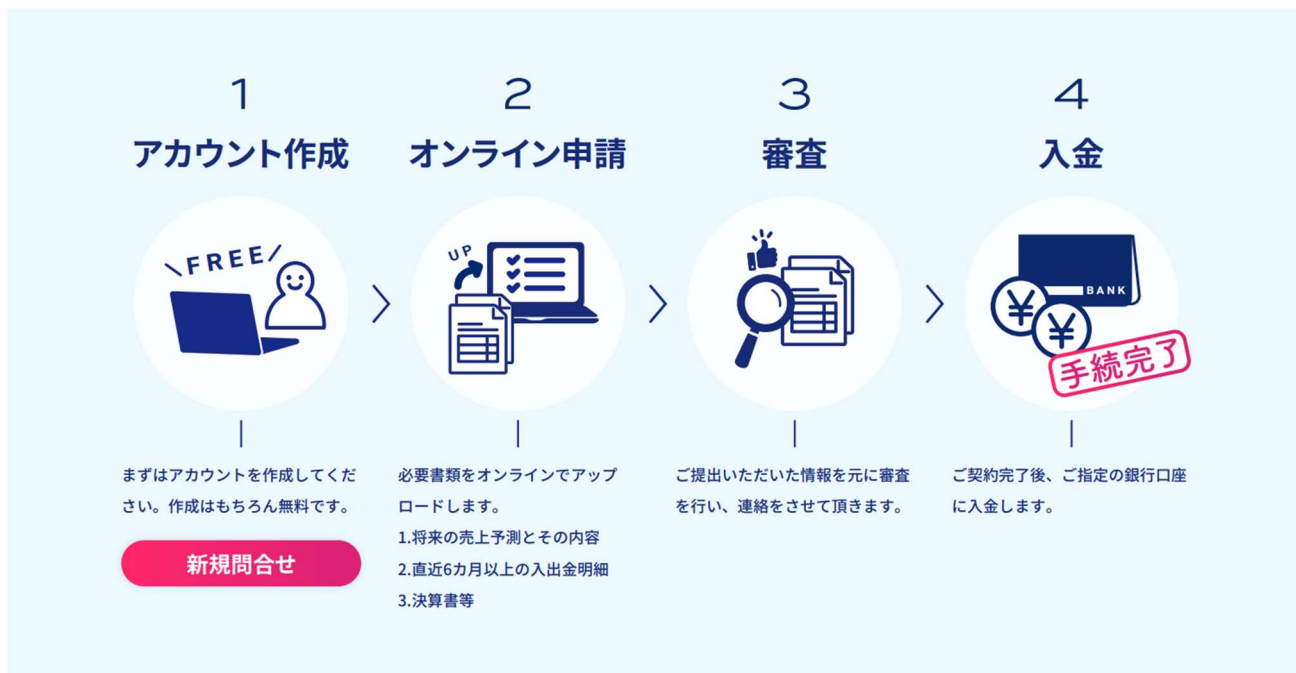 1
アカウント作成
FREE
まずはアカウントを作成してくだ
さい。作成はもちろん無料です。
新規問合せ
2
オンライン申請
UP
必要書類をオンラインでアップ
ロードします。
1.将来の売上予測とその内容
2.直近6カ月以上の入出金明細
3.決算書等
3
審査
ご提出いただいた情報を元に審査
を行い、連絡をさせて頂きます。
4
入金
BANK
¥
¥
手続完了
ご契約完了後、ご指定の銀行口座
に入金します。